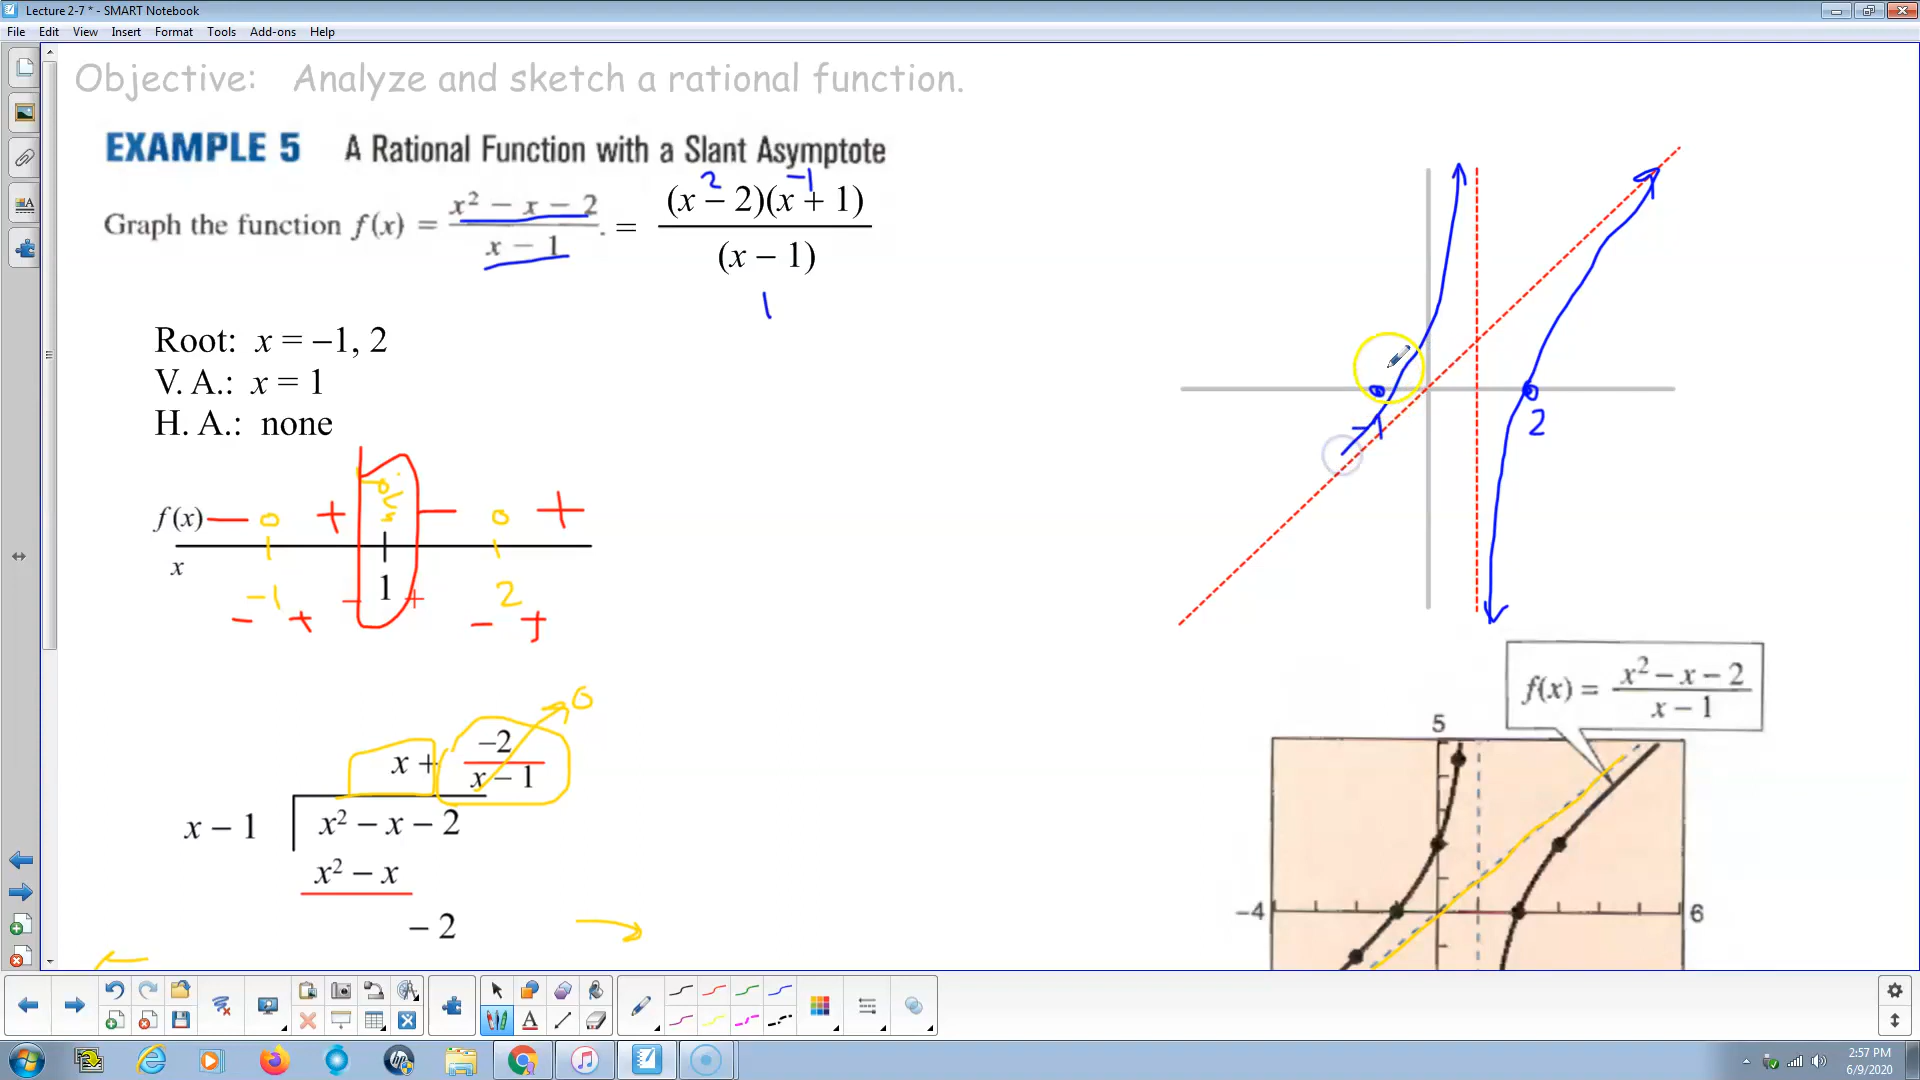 Lecture 2-7 * - SMART Notebook
File Edit View Insert Format Tools Add-ons Help
Objective: Analyze and sketch a rational function.
EXAMPLE 5 A Rational Function with a Slant Asymptote
Graph the function f(x) = x² − x − 2 / x − 1 . = (x − 2)(x + 1) / (x − 1)
2 −1
1
Root: x = −1, 2
V. A.: x = 1
H. A.: none
f(x) − 0 + − 0 +
x −1 1 2
− + − + − +
−1 2
x + −2 / x − 1 0
x − 1 x² − x − 2
x² − x
− 2
f(x) = x² − x − 2 / x − 1
5
−4 6
2:57 PM
6/9/2020